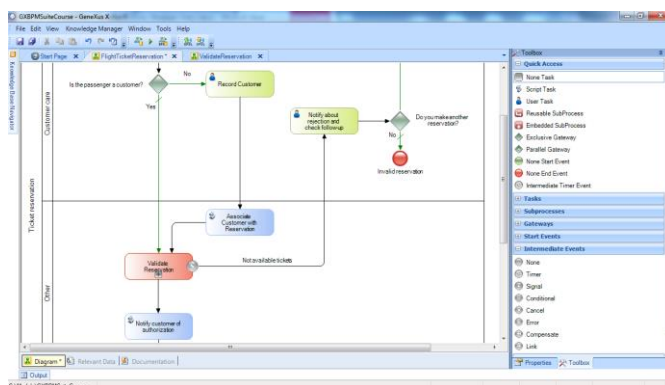 GXBPMSuiteCourse - GeneXus X
File Edit View Knowledge Manager Window Tools Help
Start Page
FlightTicketReservation *
ValidateReservation
Knowledge Base Navigator
Ticket reservation
Customer care
Other
Is the passenger a customer?
No
Yes
Record Customer
Notify about
rejection and
check follow-up
Do you make another
reservation?
No
Invalid reservation
Associate
Customer with
Reservation
Validate
Reservation
Not available tickets
Notify customer of
authorization
Toolbox
Quick Access
None Task
Script Task
User Task
Reusable SubProcess
Embedded SubProcess
Exclusive Gateway
Parallel Gateway
None Start Event
None End Event
Intermediate Timer Event
Tasks
Subprocesses
Gateways
Start Events
Intermediate Events
None
Timer
Signal
Conditional
Cancel
Error
Compensate
Link
Diagram *
Relevant Data
Documentation
Properties
Toolbox
Output